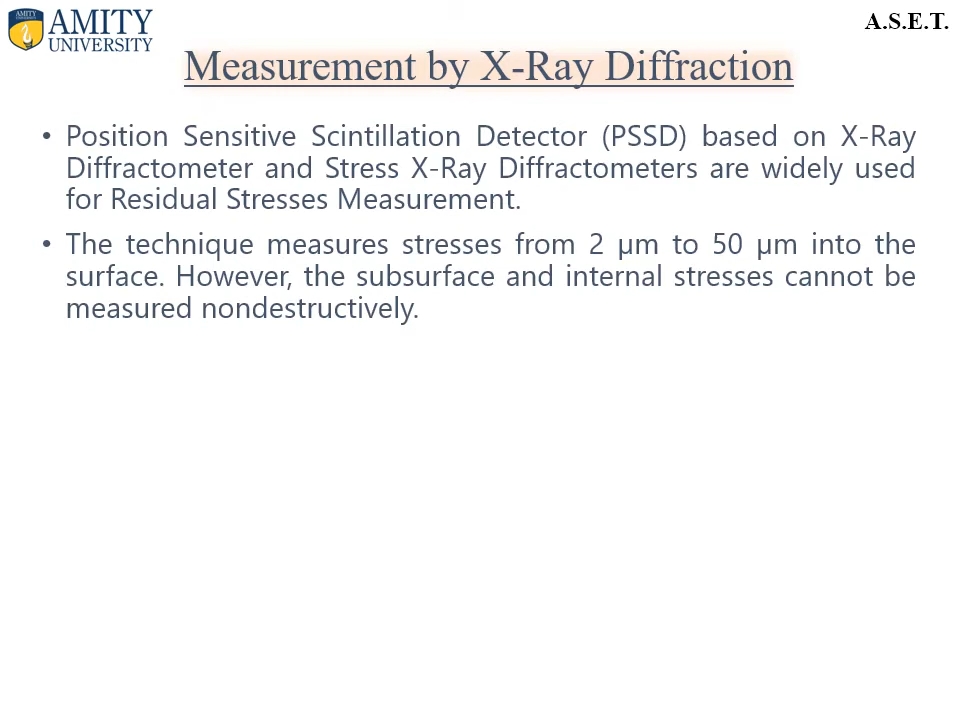 AMITY
AMITY
UNIVERSITY
A.S.E.T.
Measurement by X-Ray Diffraction
• Position Sensitive Scintillation Detector (PSSD) based on X-Ray
Diffractometer and Stress X-Ray Diffractometers are widely used
for Residual Stresses Measurement.
• The technique measures stresses from 2 µm to 50 µm into the
surface. However, the subsurface and internal stresses cannot be
measured nondestructively.